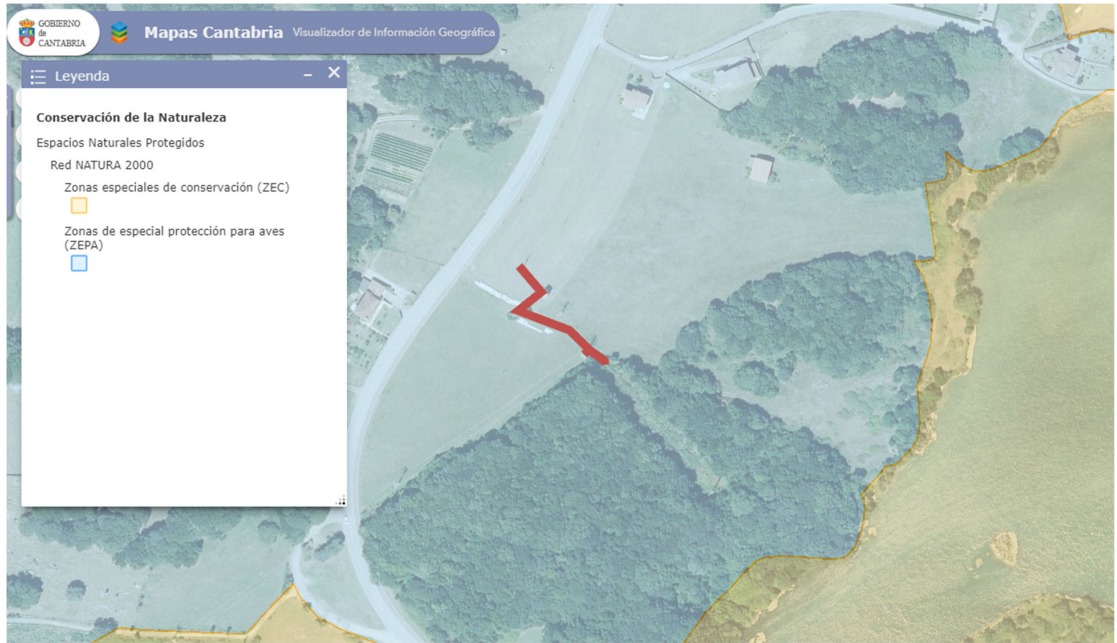 GOBIERNO
de
CANTABRIA
Mapas Cantabria Visualizador de Información Geográfica
Leyenda
Conservación de la Naturaleza
Espacios Naturales Protegidos
Red NATURA 2000
Zonas especiales de conservación (ZEC)
Zonas de especial protección para aves
(ZEPA)